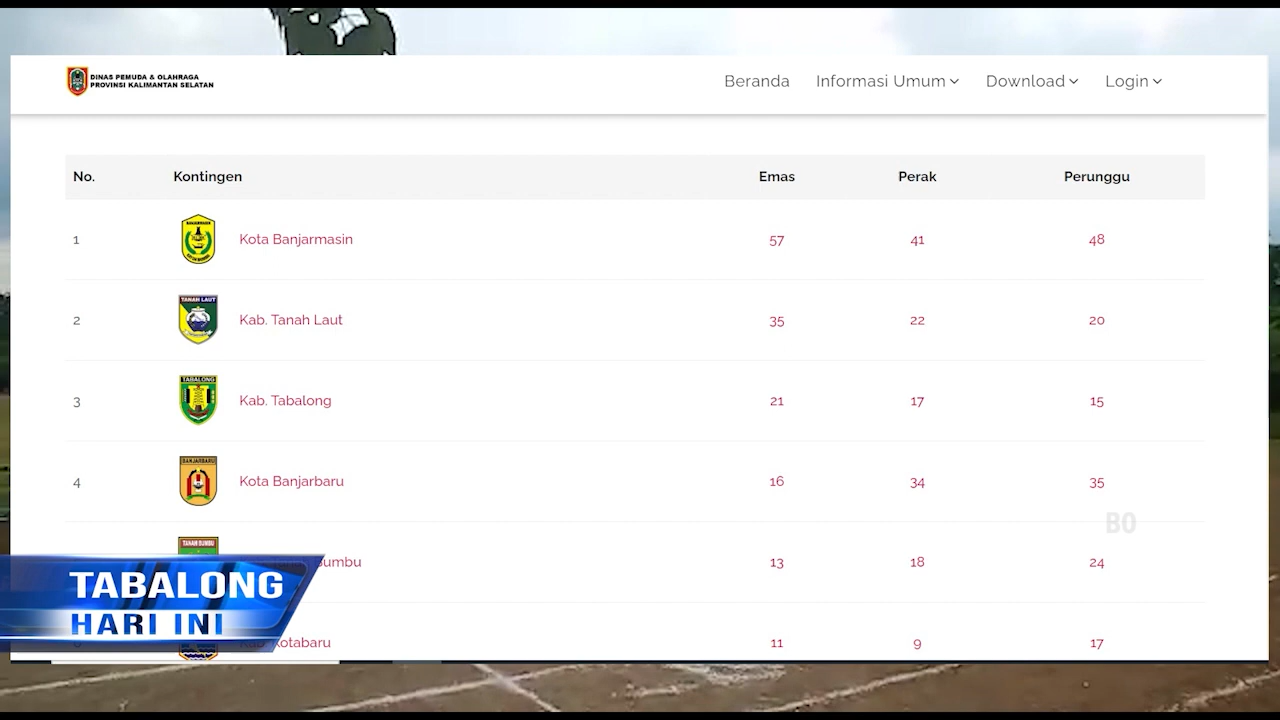 DINAS PEMUDA & OLAHRAGA
PROVINSI KALIMANTAN SELATAN
Beranda Informasi Umum Download Login
No. Kontingen Emas Perak Perunggu
BANJARMASIN
1 Kota Banjarmasin 57 41 48
TANAH LAUT
2 Kab. Tanah Laut 35 22 20
TABALONG
3 Kab. Tabalong 21 17 15
BANJARBARU
4 Kota Banjarbaru 16 34 35
BO
TANAH BUMBU
Bumbu 13 18 24
Kab. Kotabaru 11 9 17
TABALONG
HARI INI